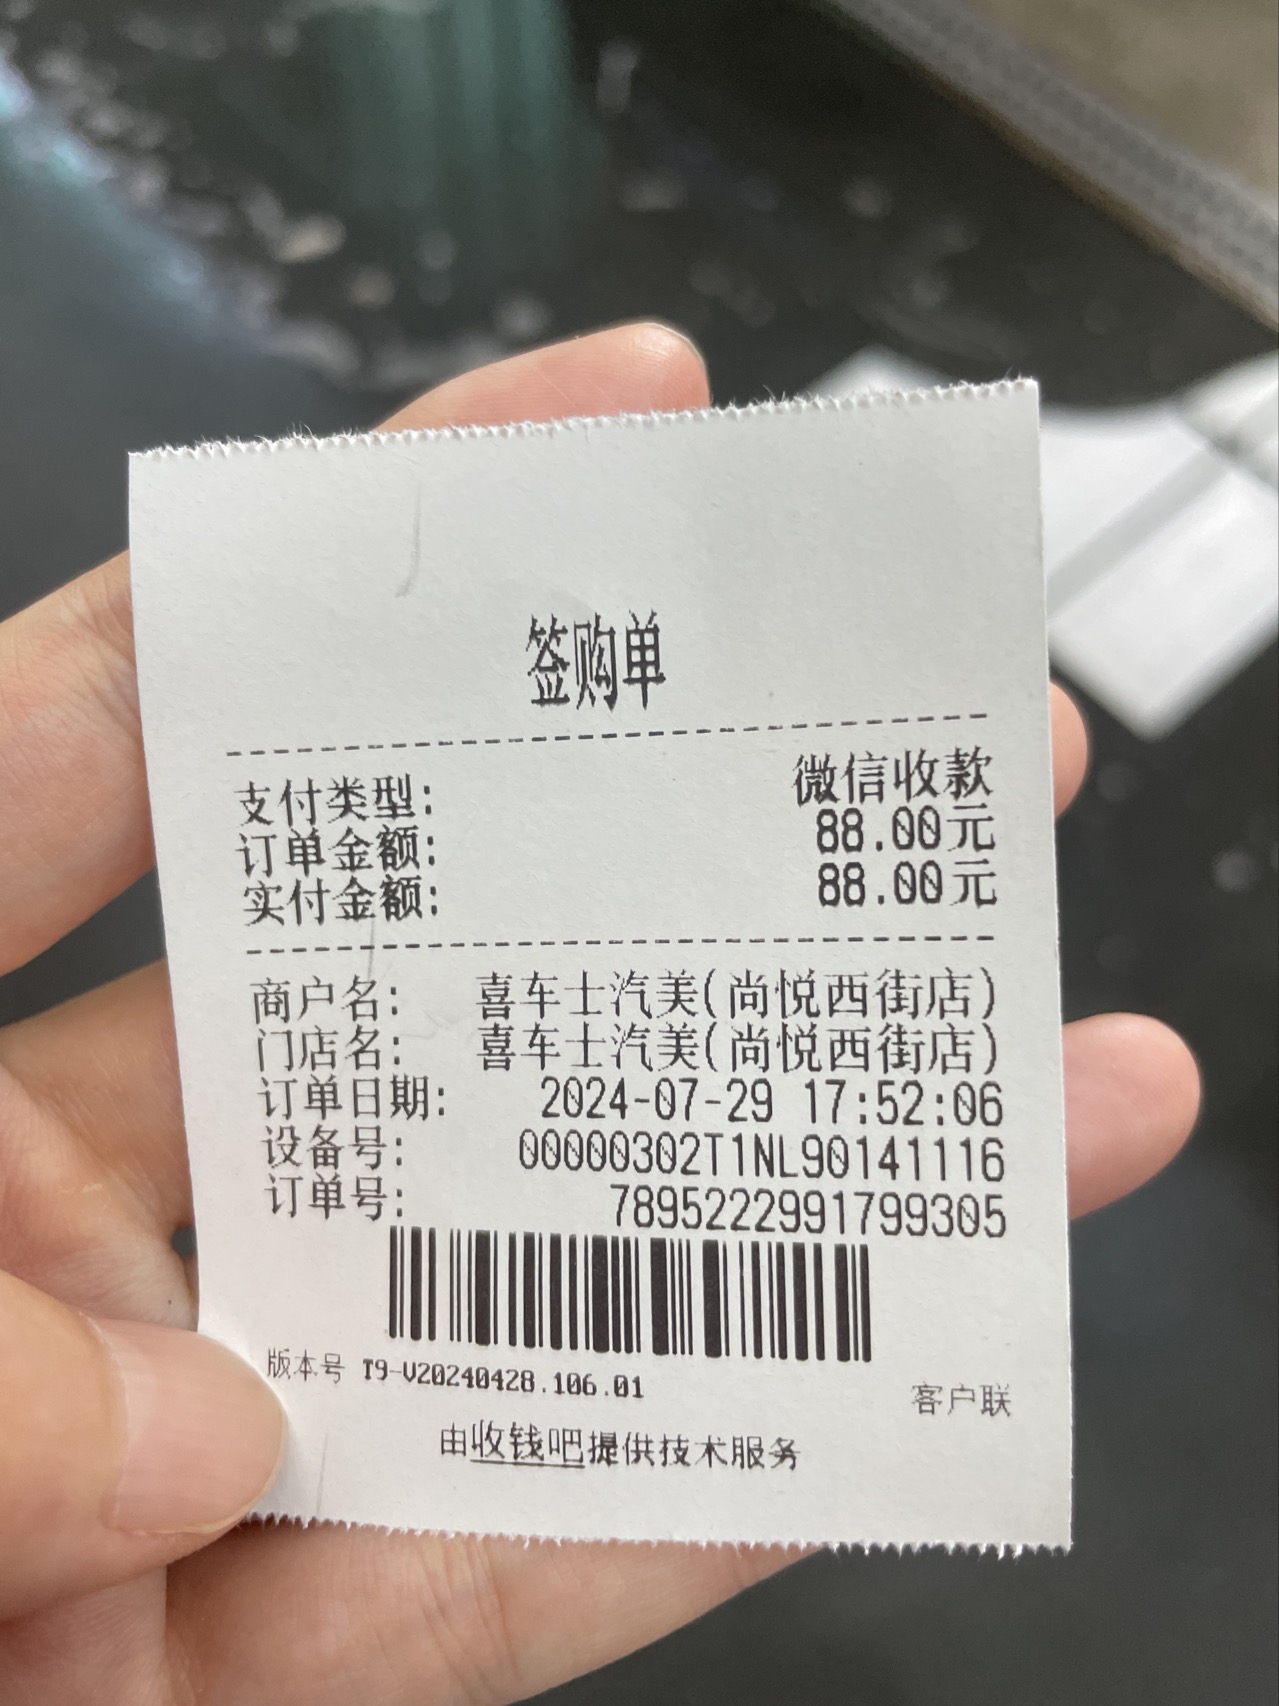 签购单
支付类型: 微信收款
订单金额: 88.00元
实付金额: 88.00元
商户名: 喜车士汽美(尚悦西街店)
门店名: 喜车士汽美(尚悦西街店)
订单日期: 2024-07-29 17:52:06
设备号: 00000302T1NL90141116
订单号: 7895222991799305
版本号 T9-V20240428.106.01
客户联
由收钱吧提供技术服务